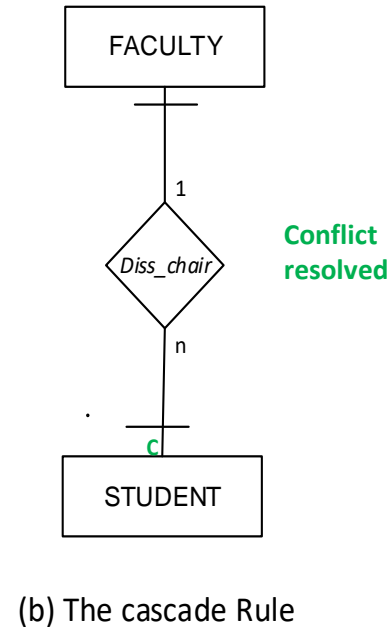 FACULTY
1
Diss_chair
Conflict
resolved
n
.
C
STUDENT
(b) The cascade Rule